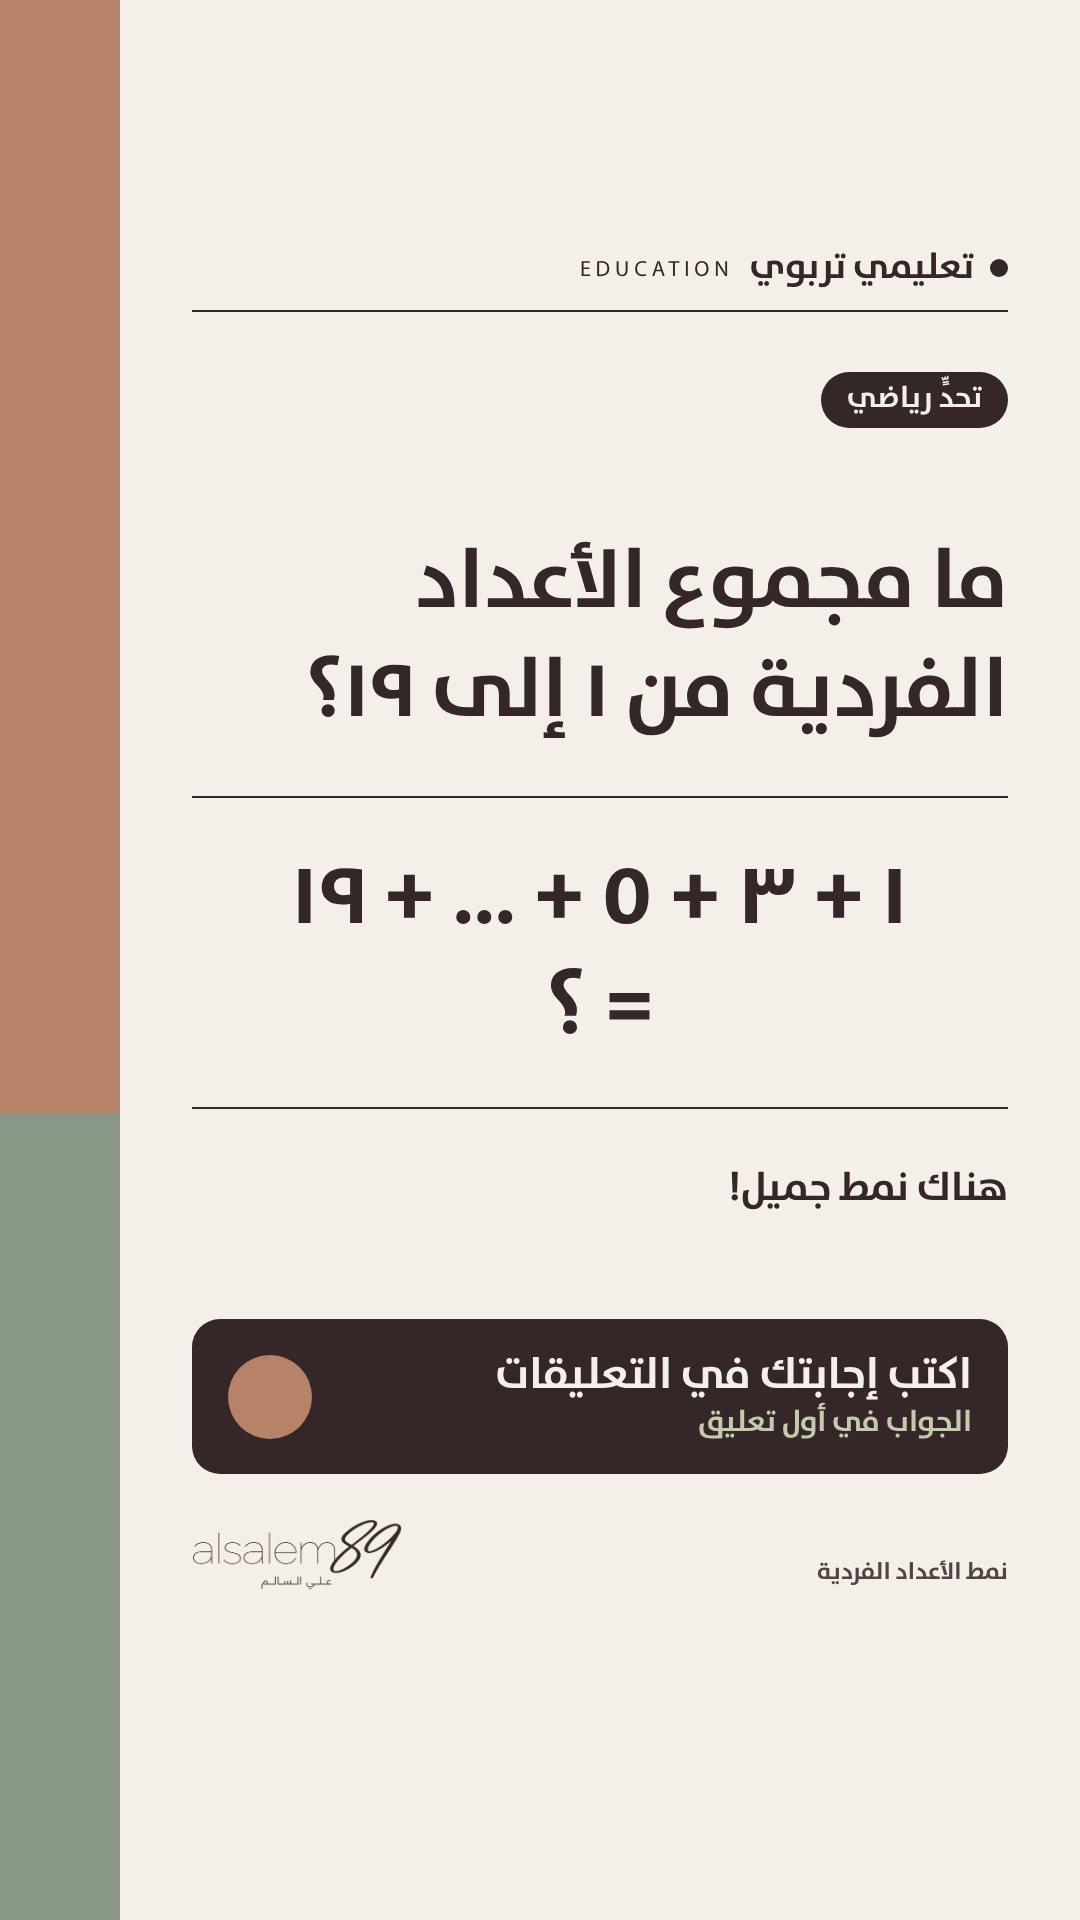 تعليمي تربوي EDUCATION
تحدٍّ رياضي
ما مجموع الأعداد
الفردية من ١ إلى ١٩؟
١ + ٣ + ٥ + ... + ١٩
= ؟
هناك نمط جميل!
اكتب إجابتك في التعليقات
الجواب في أول تعليق
نمط الأعداد الفردية
alsalem89
علي السالم